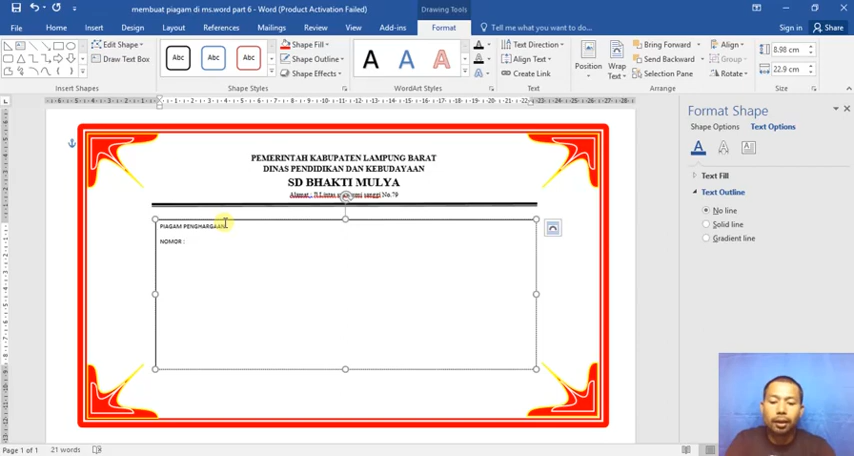 membuat piagam di ms.word part 6 - Word (Product Activation Failed)
Drawing Tools
File Home Insert Draw Design Layout References Mailings Review View Add-ins Format Tell me what you want to do... Sign in Share
Edit Shape
Draw Text Box
Insert Shapes
Abc Abc Abc
Shape Fill
Shape Outline
Shape Effects
Shape Styles
A A A
WordArt Styles
Text Direction
Align Text
Create Link
Text
Position
Wrap Text
Bring Forward
Send Backward
Selection Pane
Align
Group
Rotate
Arrange
8.98 cm
22.9 cm
Size
PEMERINTAH KABUPATEN LAMPUNG BARAT
DINAS PENDIDIKAN DAN KEBUDAYAAN
SD BHAKTI MULYA
No.79
PIAGAM PENGHARGAAN
NOMOR :
Format Shape
Shape Options Text Options
Text Fill
Text Outline
No line
Solid line
Gradient line
Page 1 of 1 21 words